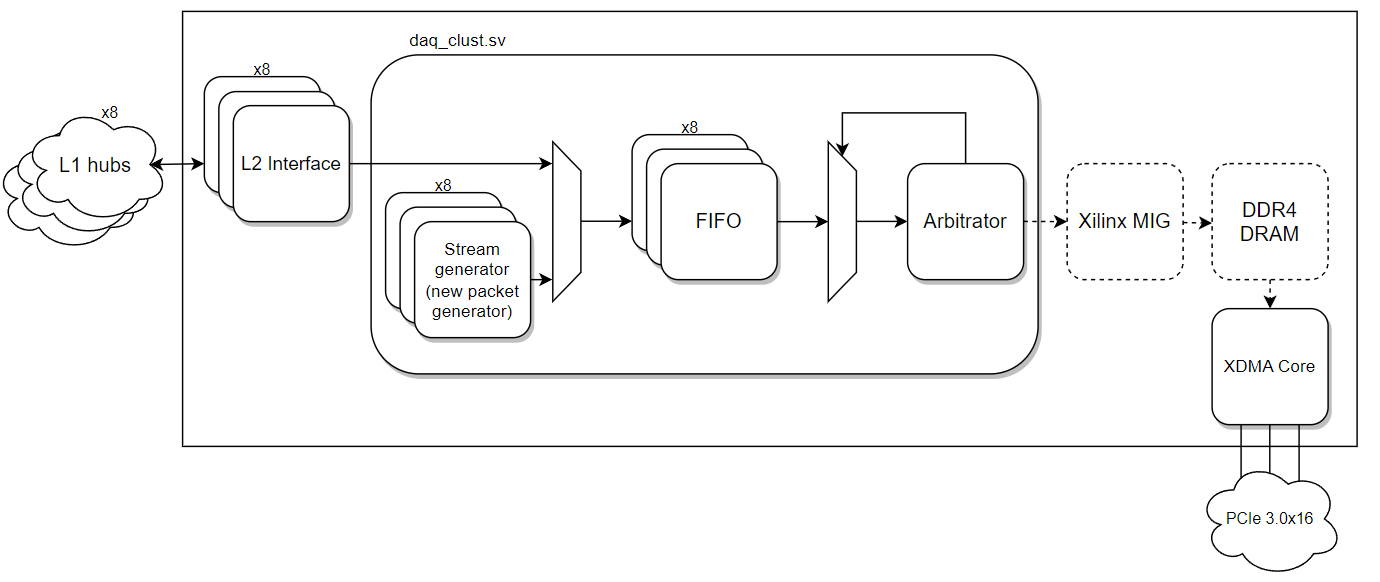 daq_clust.sv
x8
x8
L1 hubs
L2 Interface
x8
Stream
generator
(new packet
generator)
x8
FIFO
Arbitrator
Xilinx MIG
DDR4
DRAM
XDMA Core
PCIe 3.0x16